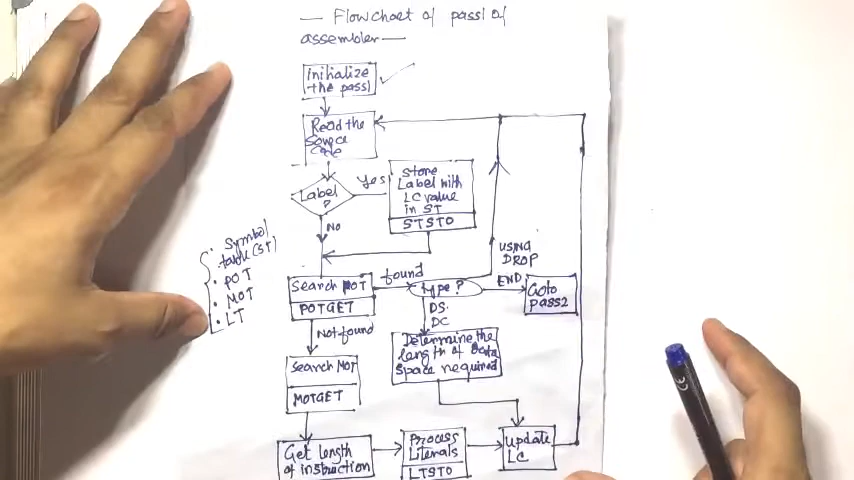 — Flowchart of pass1 of
assembler —
Initialize
the pass1
Read the
Source
Code
Label
?
Yes
Store
Label with
LC value
in ST
STSTO
No
Symbol
table (ST)
POT
MOT
LT
Search POT
POTGET
found
Type?
USING
DROP
END
Goto
pass2
DS
DC
Not found
Determine the
length of data
space required
Search MOT
MOTGET
Get length
of instruction
Process
Literals
LTSTO
Update
LC